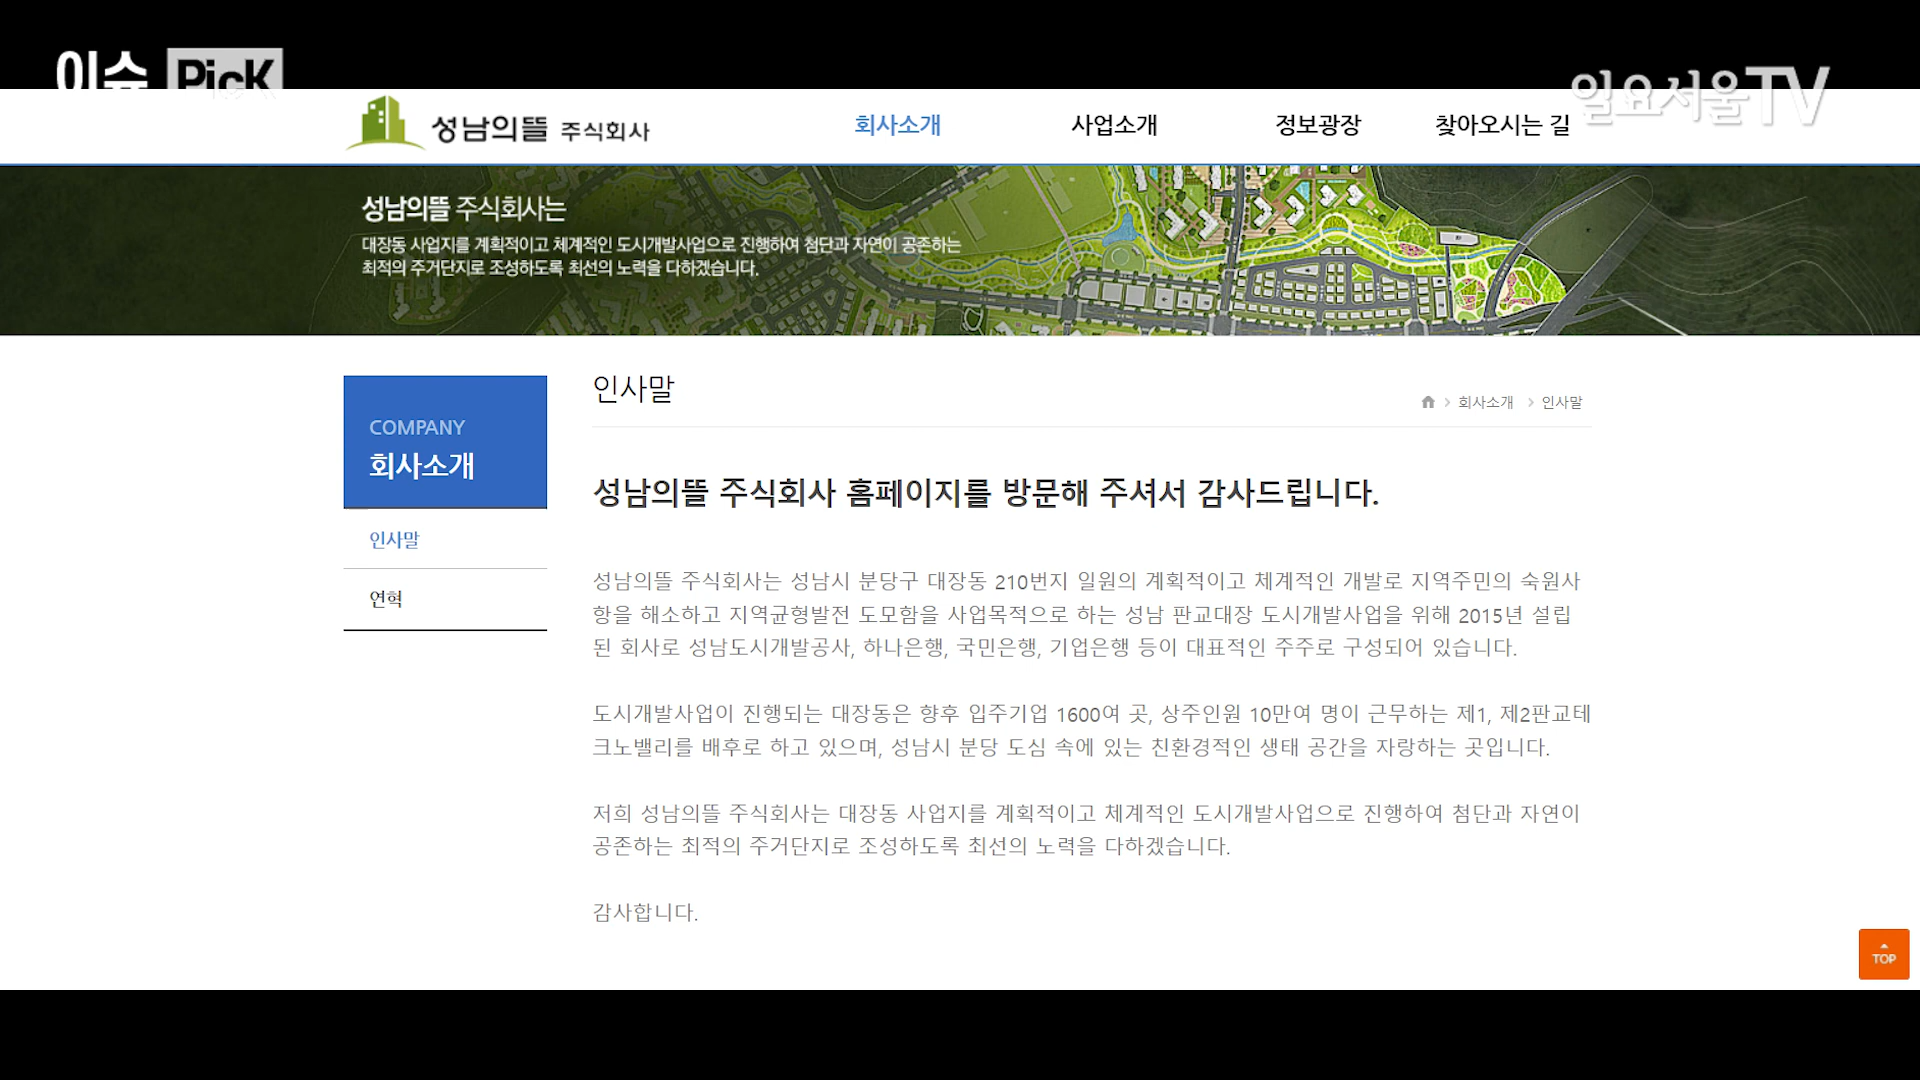 이슈 PicK
일요서울TV
성남의뜰 주식회사
회사소개
사업소개
정보광장
찾아오시는 길
성남의뜰 주식회사는
대장동 사업지를 계획적이고 체계적인 도시개발사업으로 진행하여 첨단과 자연이 공존하는
최적의 주거단지로 조성하도록 최선의 노력을 다하겠습니다.
COMPANY
회사소개
인사말
연혁
인사말
회사소개 > 인사말
성남의뜰 주식회사 홈페이지를 방문해 주셔서 감사드립니다.
성남의뜰 주식회사는 성남시 분당구 대장동 210번지 일원의 계획적이고 체계적인 개발로 지역주민의 숙원사
항을 해소하고 지역균형발전 도모함을 사업목적으로 하는 성남 판교대장 도시개발사업을 위해 2015년 설립
된 회사로 성남도시개발공사, 하나은행, 국민은행, 기업은행 등이 대표적인 주주로 구성되어 있습니다.
도시개발사업이 진행되는 대장동은 향후 입주기업 1600여 곳, 상주인원 10만여 명이 근무하는 제1, 제2판교테
크노밸리를 배후로 하고 있으며, 성남시 분당 도심 속에 있는 친환경적인 생태 공간을 자랑하는 곳입니다.
저희 성남의뜰 주식회사는 대장동 사업지를 계획적이고 체계적인 도시개발사업으로 진행하여 첨단과 자연이
공존하는 최적의 주거단지로 조성하도록 최선의 노력을 다하겠습니다.
감사합니다.
TOP